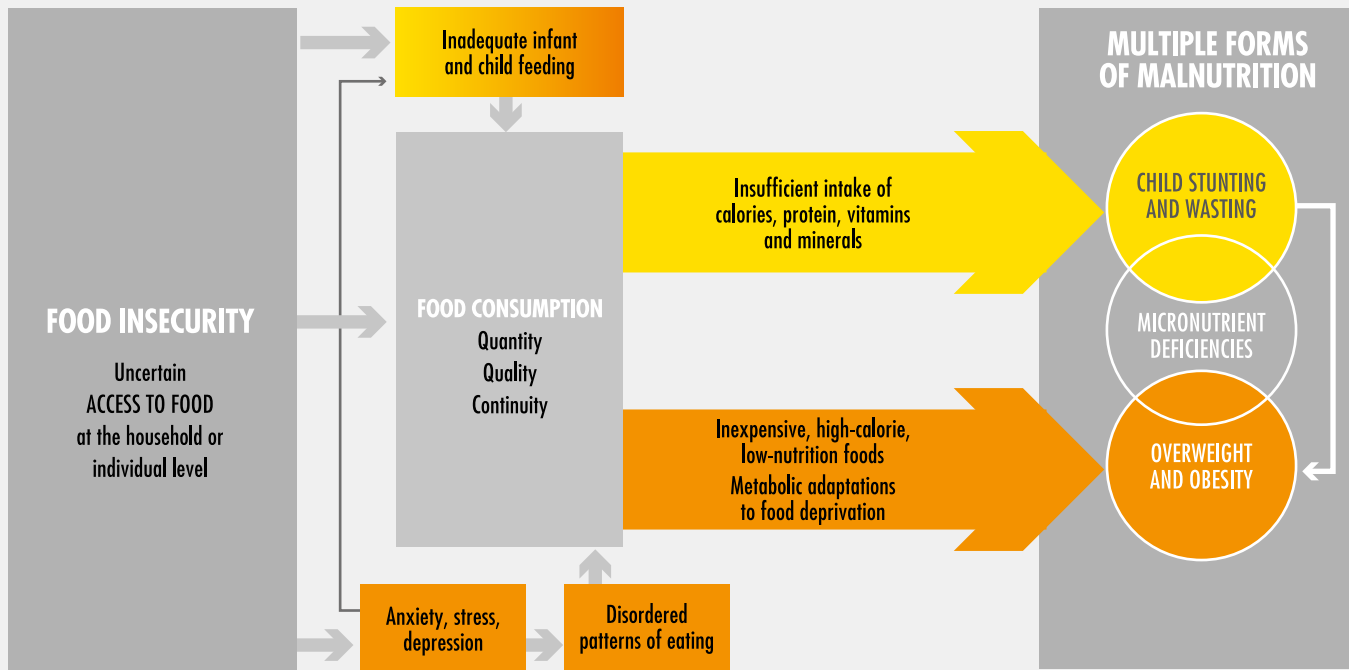 Inadequate infant
and child feeding
MULTIPLE FORMS
OF MALNUTRITION
FOOD INSECURITY
Uncertain
ACCESS TO FOOD
at the household or
individual level
FOOD CONSUMPTION
Quantity
Quality
Continuity
Insufficient intake of
calories, protein, vitamins
and minerals
Inexpensive, high-calorie,
low-nutrition foods
Metabolic adaptations
to food deprivation
CHILD STUNTING
AND WASTING
MICRONUTRIENT
DEFICIENCIES
OVERWEIGHT
AND OBESITY
Anxiety, stress,
depression
Disordered
patterns of eating